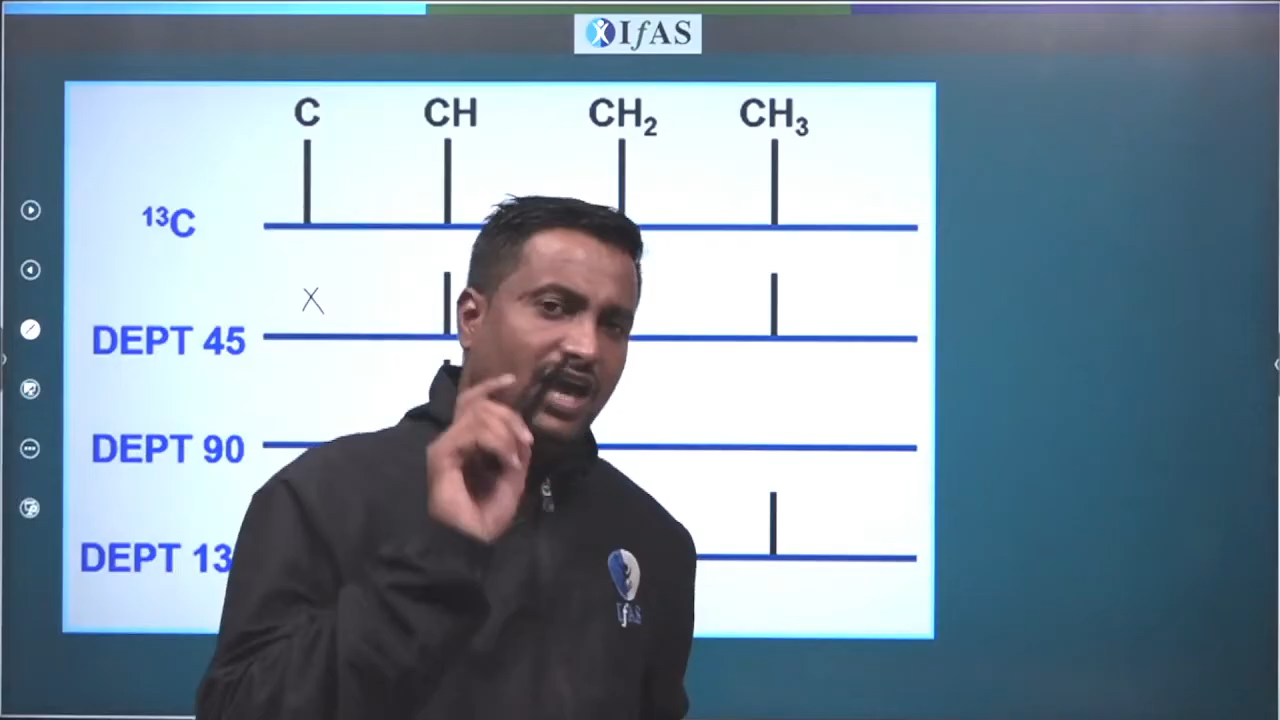 IfAS
C CH CH₂ CH₃
¹³C
X
DEPT 45
DEPT 90
DEPT 13
IfAS